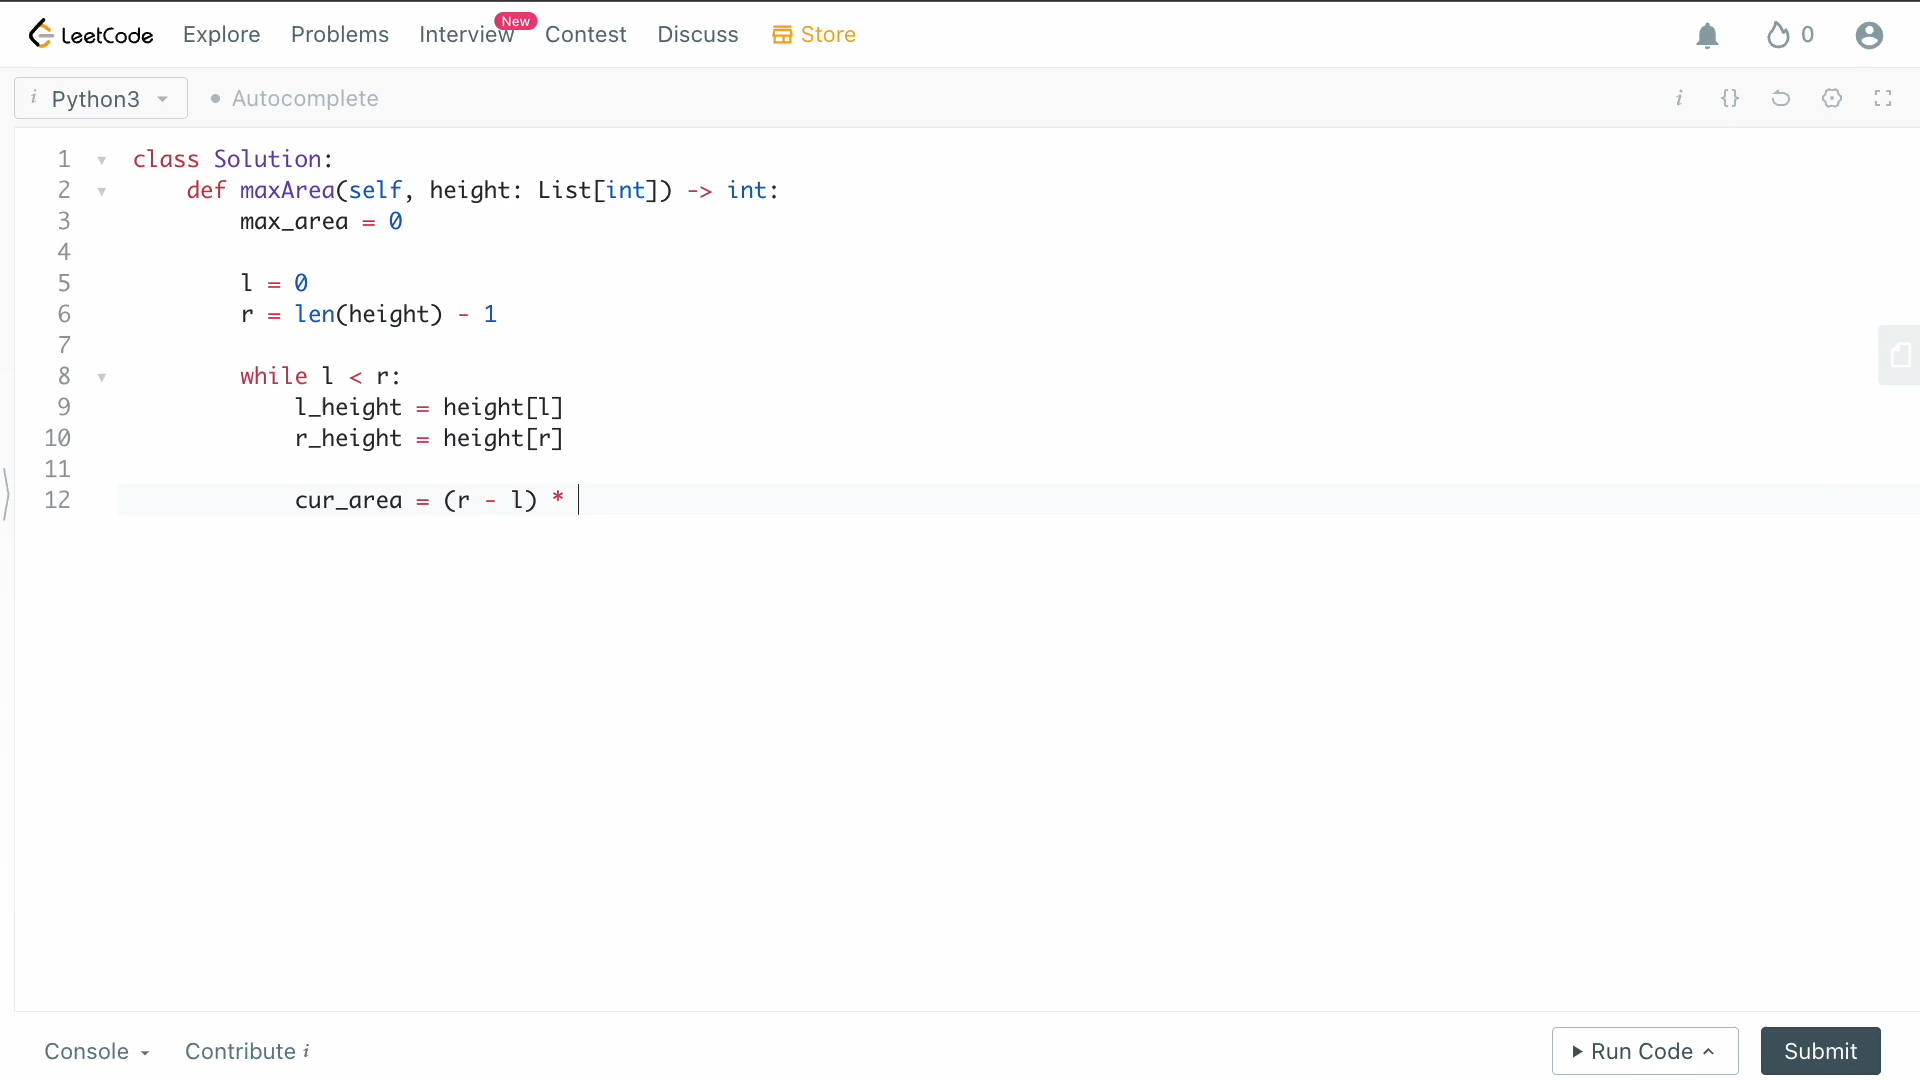 LeetCode Explore Problems Interview New Contest Discuss Store 0
i Python3 Autocomplete i {}
1 class Solution:
2 def maxArea(self, height: List[int]) -> int:
3 max_area = 0
4
5 l = 0
6 r = len(height) - 1
7
8 while l < r:
9 l_height = height[l]
10 r_height = height[r]
11
12 cur_area = (r - l) *
Console Contribute i Run Code Submit